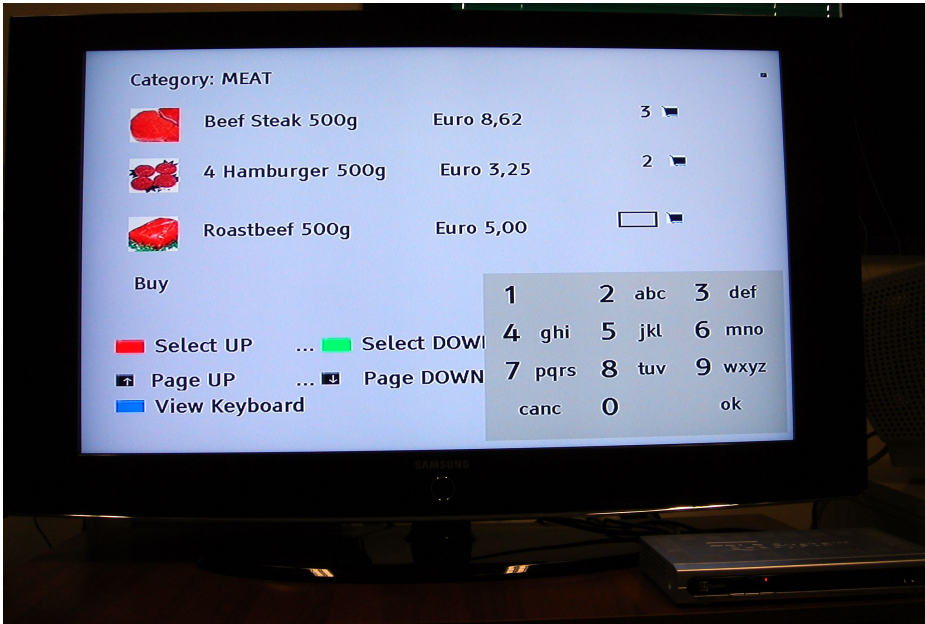 Category: MEAT
Beef Steak 500g Euro 8,62 3
4 Hamburger 500g Euro 3,25 2
Roastbeef 500g Euro 5,00
Buy
1 2 abc 3 def
4 ghi 5 jkl 6 mno
7 pqrs 8 tuv 9 wxyz
canc 0 ok
Select UP ... Select DOW
Page UP ... Page DOWN
View Keyboard
SAMSUNG